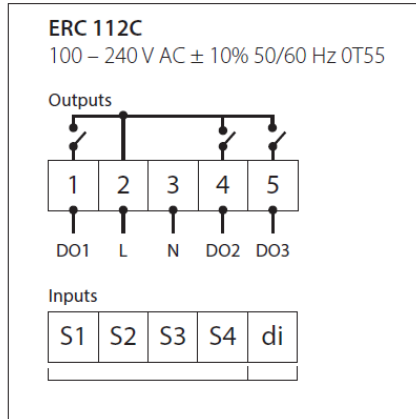 ERC 112C
100 – 240 V AC ± 10% 50/60 Hz 0T55
Outputs
1 2 3 4 5
DO1 L N DO2 DO3
Inputs
S1 S2 S3 S4 di